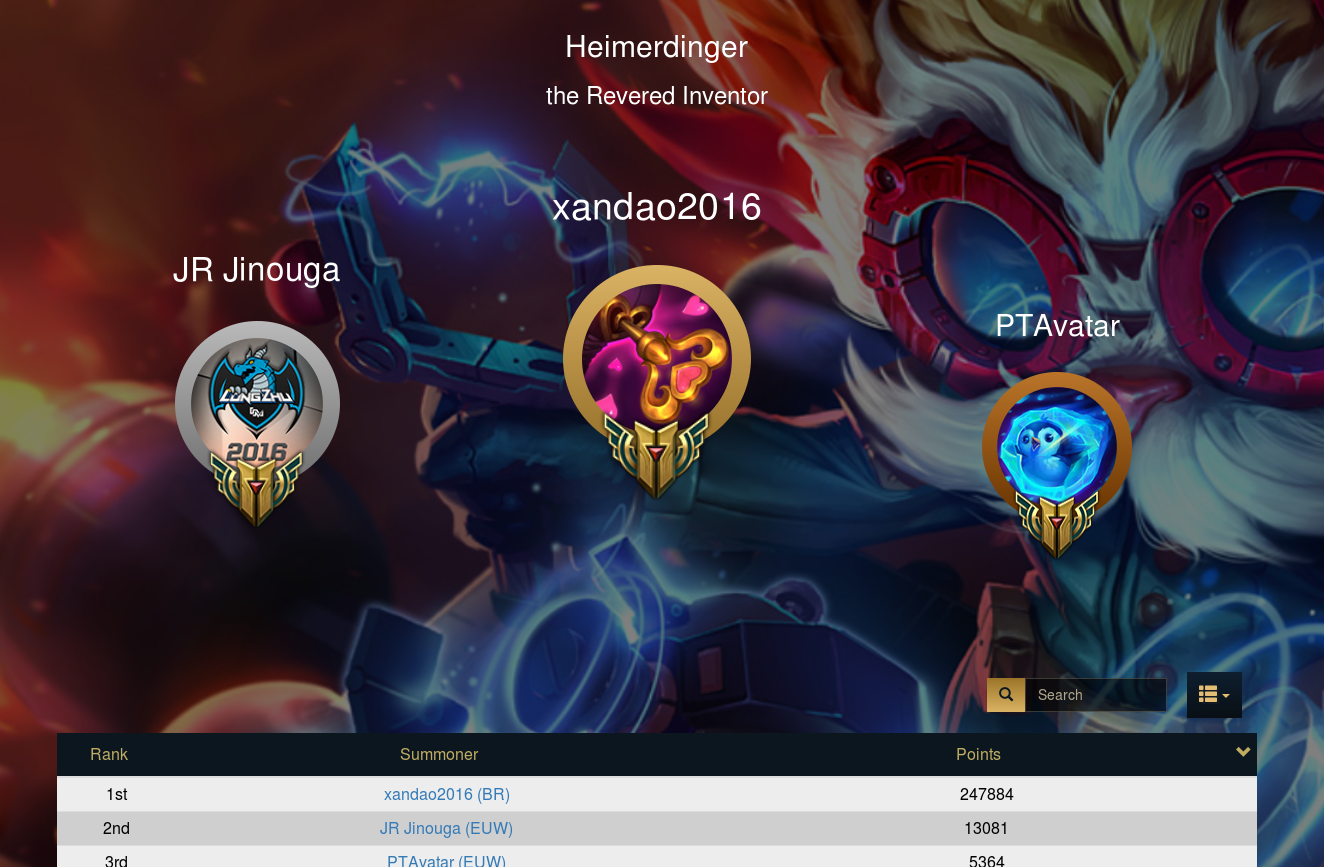 Heimerdinger
the Revered Inventor
xandao2016
JR Jinouga
PTAvatar
LONGZHU
2016
Search
Rank Summoner Points
1st xandao2016 (BR) 247884
2nd JR Jinouga (EUW) 13081
3rd PTAvatar (EUW) 5364